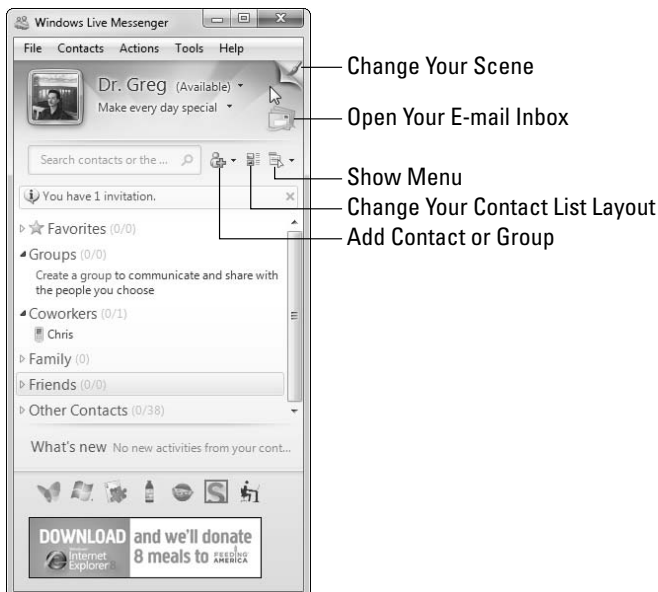 Windows Live Messenger
File Contacts Actions Tools Help
Dr. Greg (Available)
Make every day special
Search contacts or the ...
You have 1 invitation.
Favorites (0/0)
Groups (0/0)
Create a group to communicate and share with
the people you choose
Coworkers (0/1)
Chris
Family (0)
Friends (0/0)
Other Contacts (0/38)
What's new No new activities from your cont...
S
DOWNLOAD
Windows
Internet
Explorer 8
and we'll donate
8 meals to FEEDING AMERICA
Change Your Scene
Open Your E-mail Inbox
Show Menu
Change Your Contact List Layout
Add Contact or Group